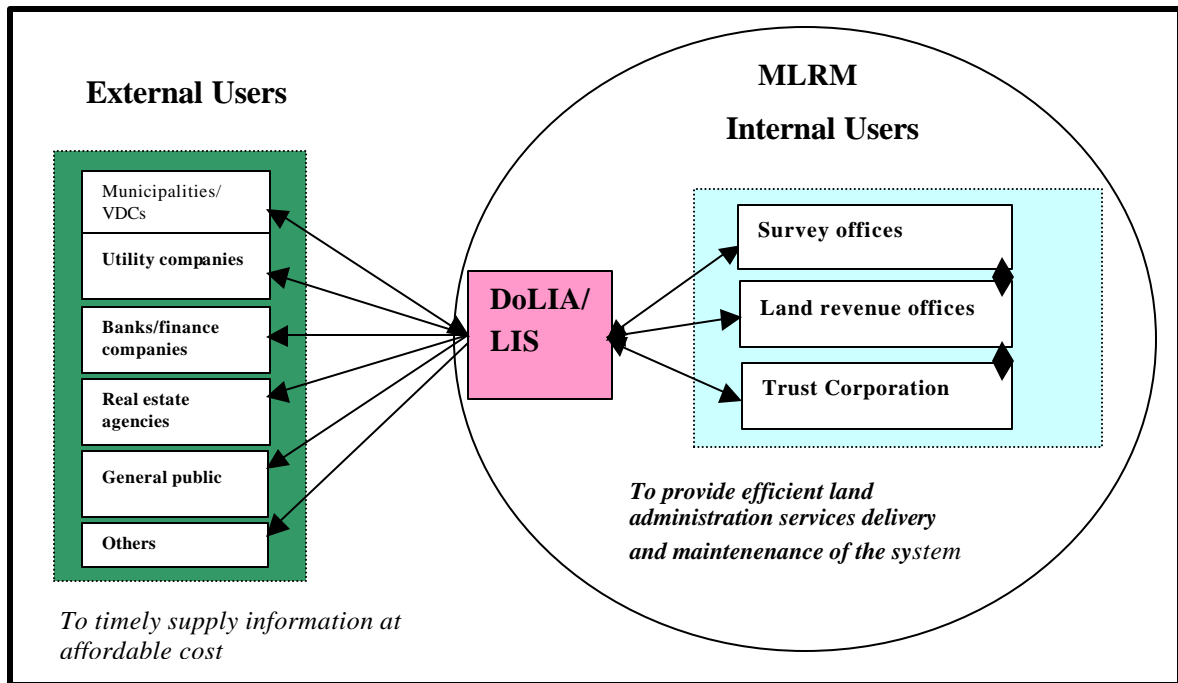 External Users
Municipalities/
VDCs
Utility companies
Banks/finance
companies
Real estate
agencies
General public
Others
To timely supply information at
affordable cost
DoLIA/
LIS
MLRM
Internal Users
Survey offices
Land revenue offices
Trust Corporation
To provide efficient land
administration services delivery
and maintenenance of the system